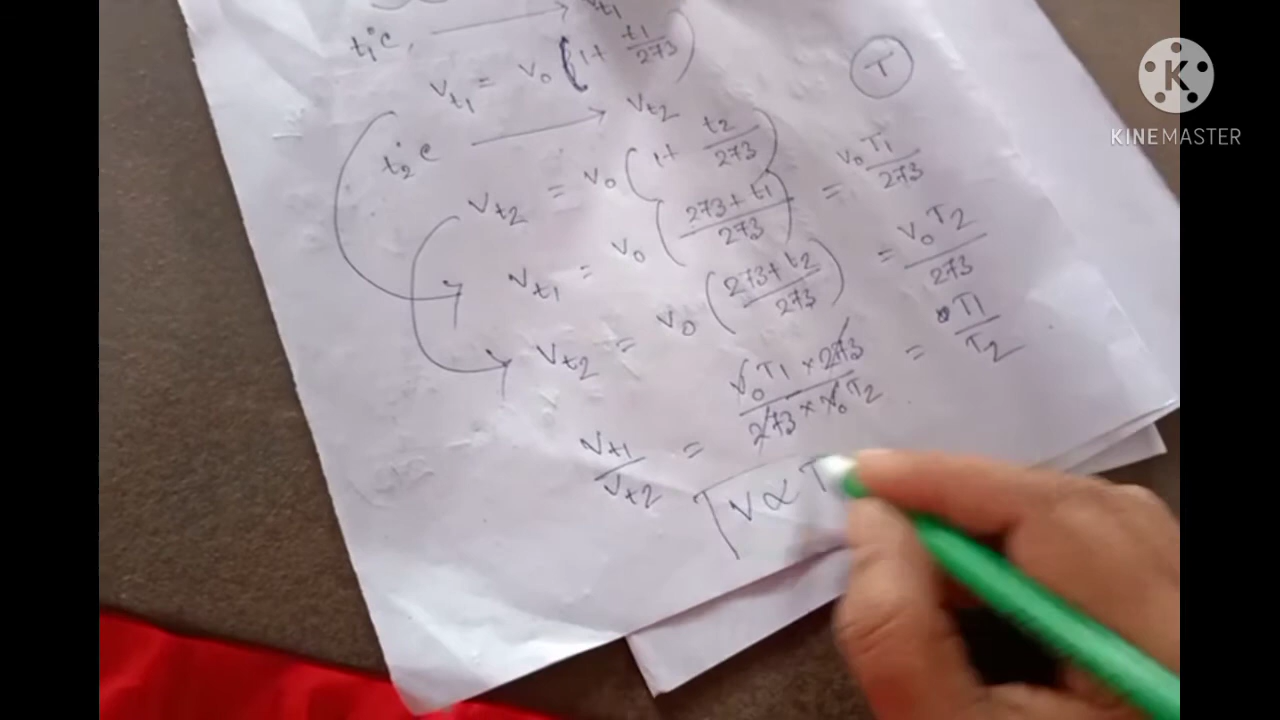 t₁°c, ⟶ Vt₁
Vt₁ = V₀ (1+ t1/273)
T
t₂°c ⟶ Vt2
Vt₂ = V₀ (1+ t₂/273)
Vt₁ = V₀ (273+t1/273) = V₀T₁/273
Vt₂ = V₀ (273+t₂/273) = V₀T₂/273
Vt1/Vt2 = V₀T₁×273/273×V₀T₂ = T1/T₂
V∝T
K
KINEMASTER